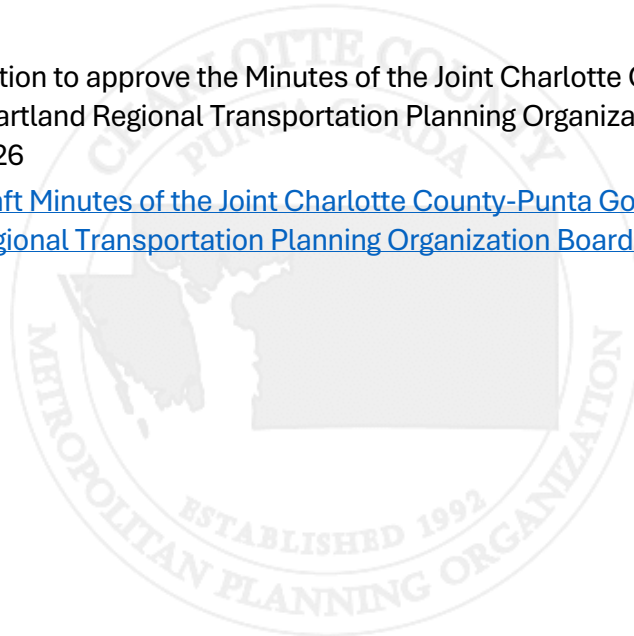 tion to approve the Minutes of the Joint Charlotte C
artland Regional Transportation Planning Organiza
26
aft Minutes of the Joint Charlotte County-Punta Go
gional Transportation Planning Organization Board
CHARLOTTE COUNTY
PUNTA GORDA
ESTABLISHED 1992
METROPOLITAN PLANNING ORGANIZATION